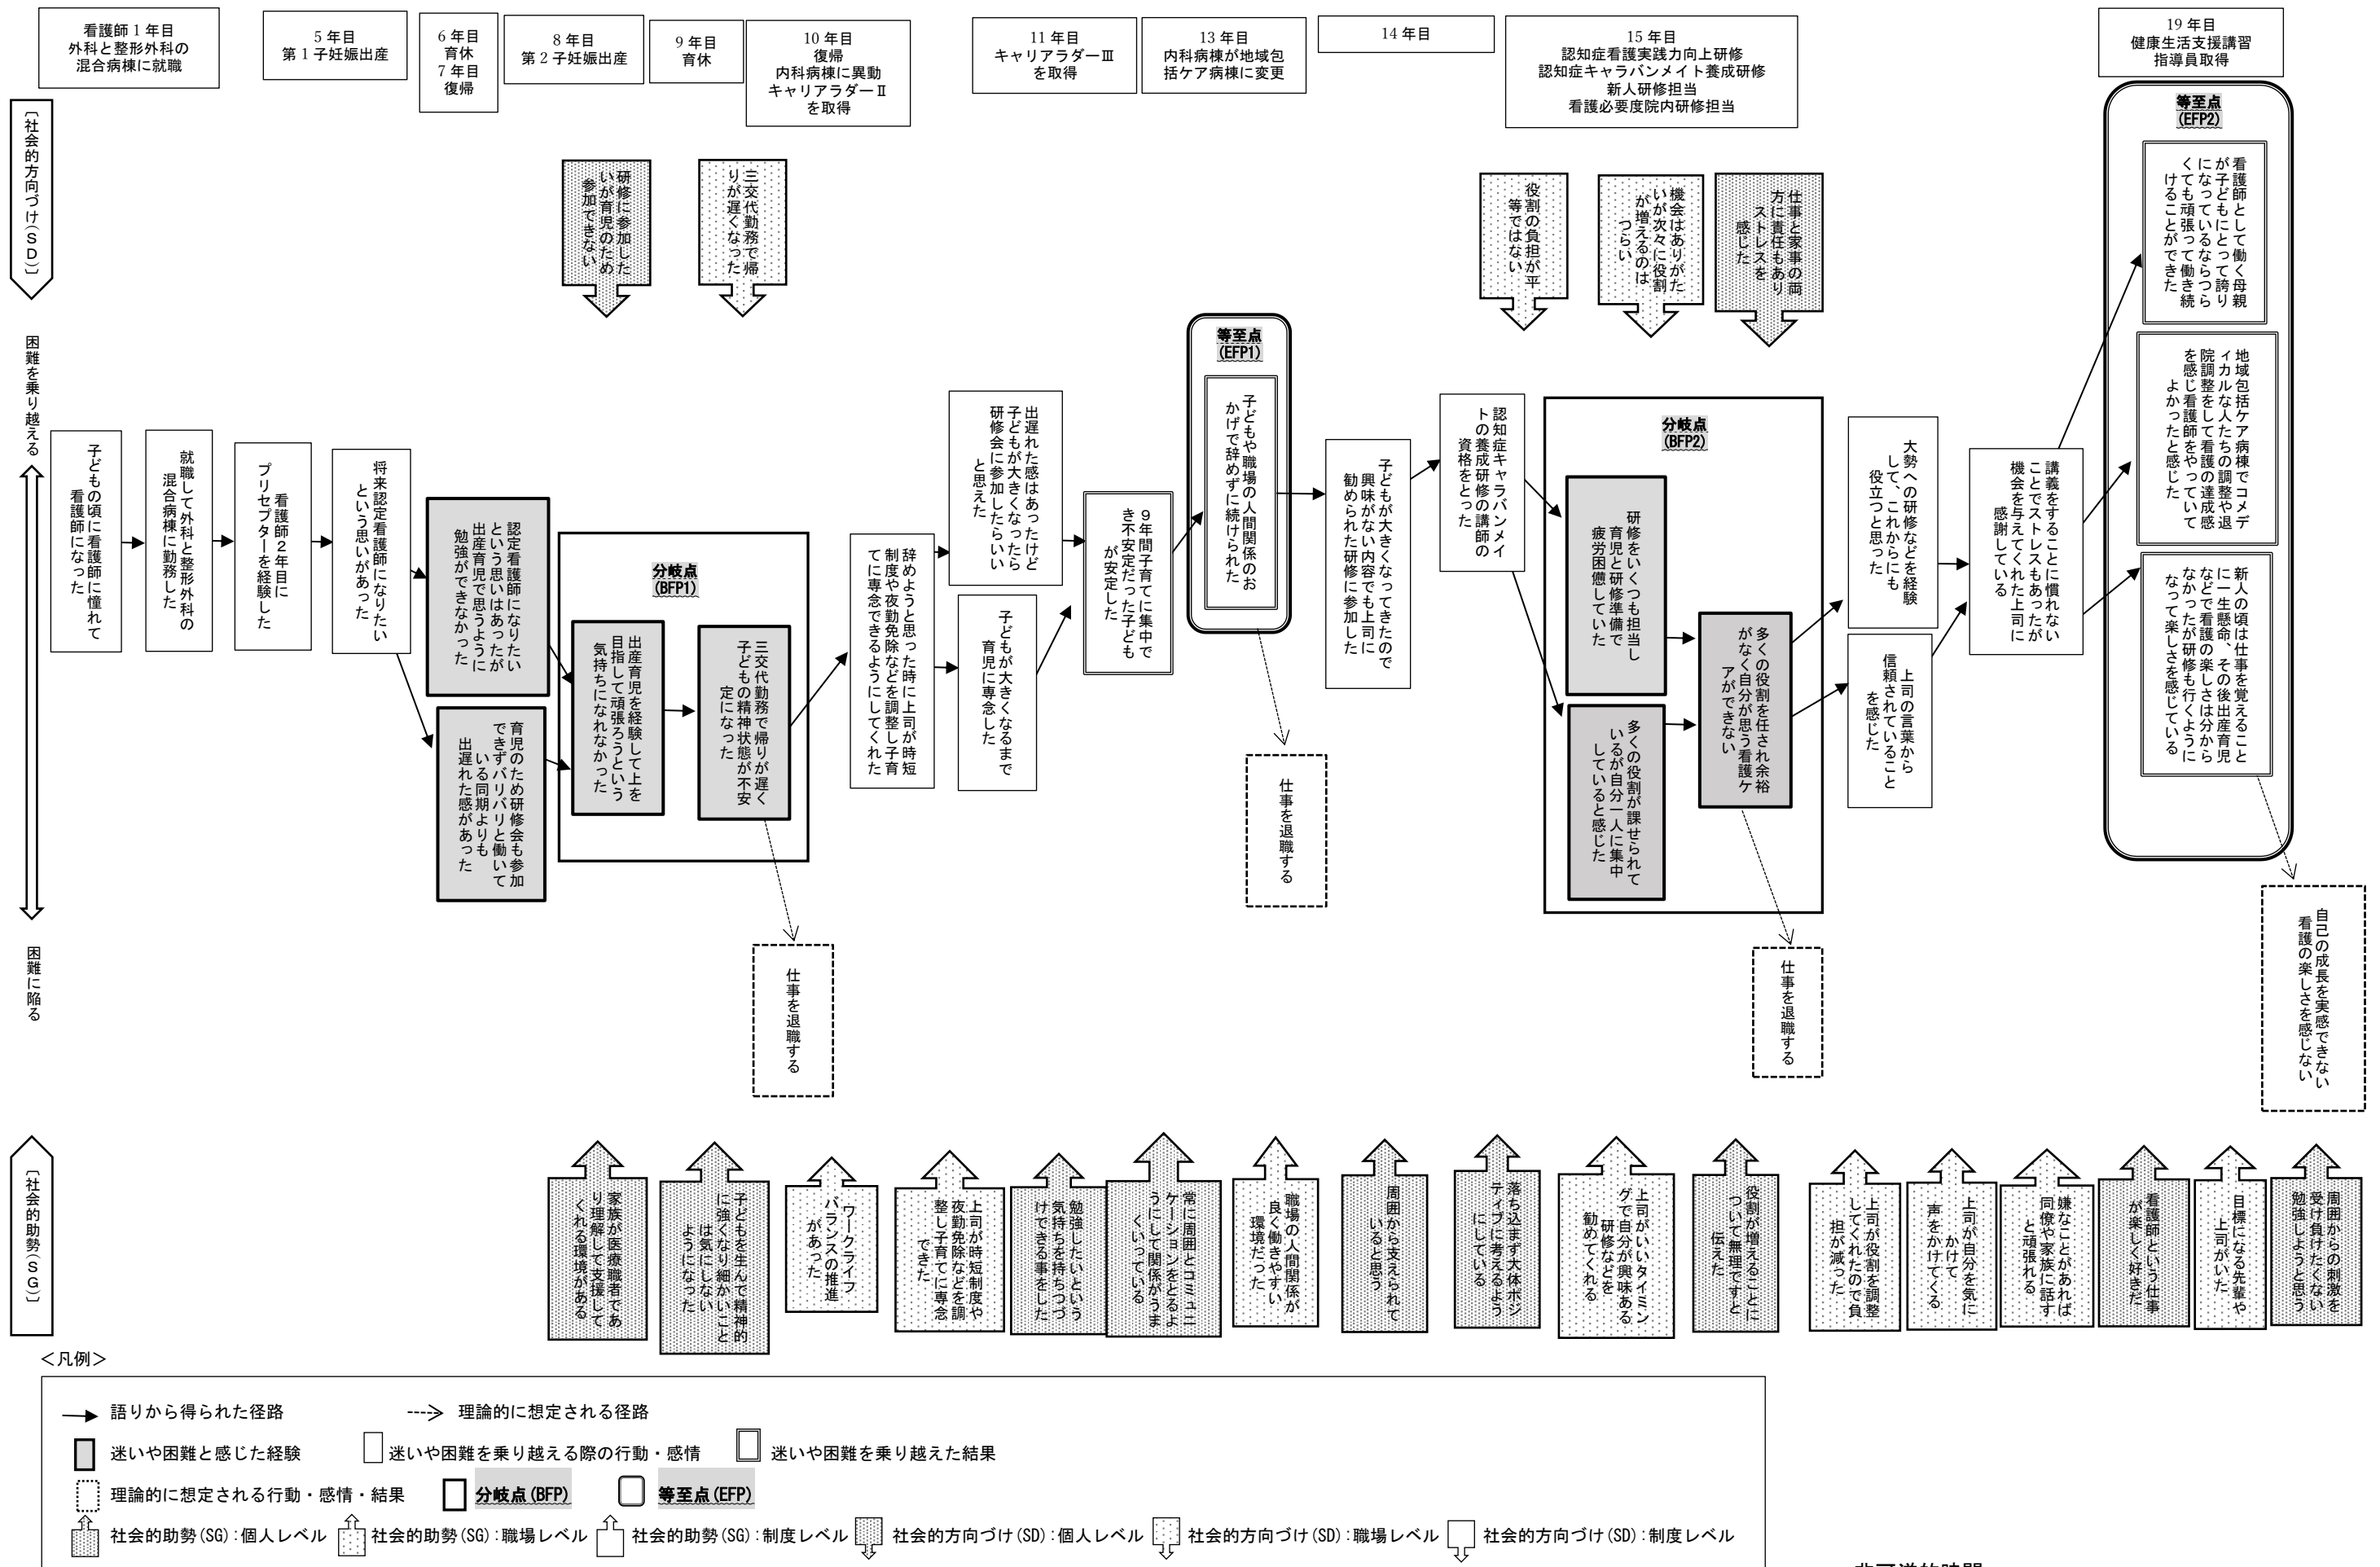 看護師1年目
外科と整形外科の
混合病棟に就職
5年目
第1子妊娠出産
6年目
育休
7年目
復帰
8年目
第2子妊娠出産
9年目
育休
10年目
復帰
内科病棟に異動
キャリアラダーⅡ
を取得
11年目
キャリアラダーⅢ
を取得
13年目
内科病棟が地域包
括ケア病棟に変更
14年目
15年目
認知症看護実践力向上研修
認知症キャラバンメイト養成研修
新人研修担当
看護必要度院内研修担当
19年目
健康生活支援講習
指導員取得
〔社会的方向づけ(SD)〕
研修に参加した
いが育児のため
参加できない
三交代勤務で帰
りが遅くなった
役割の負担が平
等ではない
機会はありがた
いが次々に役割
が増えるのは
つらい
仕事と家事の両
方に責任もあり
ストレスを
感じた
困難を乗り越える
困難に陥る
子どもの頃に看護師に憧れて
看護師になった
就職して外科と整形外科の
混合病棟に勤務した
看護師2年目に
プリセプターを経験した
将来認定看護師になりたい
という思いがあった
認定看護師になりたい
という思いはあったが
出産育児で思うように
勉強ができなかった
育児のため研修会も参加
できずバリバリと働いて
いる同期よりも
出遅れた感があった
分岐点
(BFP1)
出産育児を経験して上を
目指して頑張ろうという
気持ちになれなかった
三交代勤務で帰りが遅く
子どもの精神状態が不安
定になった
仕事を退職する
辞めようと思った時に上司が時短
制度や夜勤免除などを調整し子育
てに専念できるようにしてくれた
出遅れた感はあったけど
子どもが大きくなったら
研修会に参加したらいい
と思えた
子どもが大きくなるまで
育児に専念した
9年間子育てに集中で
き不安定だった子ども
が安定した
等至点
(EFP1)
子どもや職場の人間関係のお
かげで辞めずに続けられた
仕事を退職する
子どもが大きくなってきたので
興味がない内容でも上司に
勧められた研修に参加した
認知症キャラバンメイ
トの養成研修の講師の
資格をとった
分岐点
(BFP2)
研修をいくつも担当し
育児と研修準備で
疲労困憊していた
多くの役割が課せられて
いるが自分一人に集中
していると感じた
多くの役割を任され余裕
がなく自分が思う看護ケ
アができない
仕事を退職する
大勢への研修などを経験
して、これからにも
役立つと思った
上司の言葉から
信頼されていること
を感じた
講義をすることに慣れない
ことでストレスもあったが
機会を与えてくれた上司に
感謝している
等至点
(EFP2)
看護師として働く母親
が子どもにとって誇り
になっているならつら
くても頑張って働き続
けることができた
地域包括ケア病棟でコメデ
ィカルな人たちの調整や退
院調整をして看護の達成感
を感じ看護師をやっていて
よかったと感じた
新人の頃は仕事を覚えること
に一生懸命、その後出産育児
などで看護の楽しさは分から
なかったが研修も行くように
なって楽しさを感じている
自己の成長を実感できない
看護の楽しさを感じない
〔社会的助勢(SG)〕
家族が医療職者であ
り理解して支援して
くれる環境がある
子どもを生んで精神的
に強くなり細かいこと
は気にしない
ようになった
ワークライフ
バランスの推進
があった
上司が時短制度や
夜勤免除などを調
整し子育てに専念
できた
勉強したいという
気持ちを持ちつづ
けできる事をした
常に周囲とコミュニ
ケーションをとるよ
うにして関係がうま
くいっている
職場の人間関係が
良く働きやすい
環境だった
周囲から支えられて
いると思う
落ち込まず大体ポジ
ティブに考えるよう
にしている
上司がいいタイミン
グで自分が興味ある
研修などを
勧めてくれる
役割が増えることに
ついて無理ですと
伝えた
上司が役割を調整
してくれたので負
担が減った
上司が自分を気に
かけて
声をかけてくる
嫌なことがあれば
同僚や家族に話す
と頑張れる
看護師という仕事
が楽しく好きだ
目標になる先輩や
上司がいた
周囲からの刺激を
受け負けたくない
勉強しようと思う
＜凡例＞
語りから得られた径路
理論的に想定される径路
迷いや困難と感じた経験
迷いや困難を乗り越える際の行動・感情
迷いや困難を乗り越えた結果
理論的に想定される行動・感情・結果
分岐点(BFP)
等至点(EFP)
社会的助勢(SG):個人レベル
社会的助勢(SG):職場レベル
社会的助勢(SG):制度レベル
社会的方向づけ(SD):個人レベル
社会的方向づけ(SD):職場レベル
社会的方向づけ(SD):制度レベル